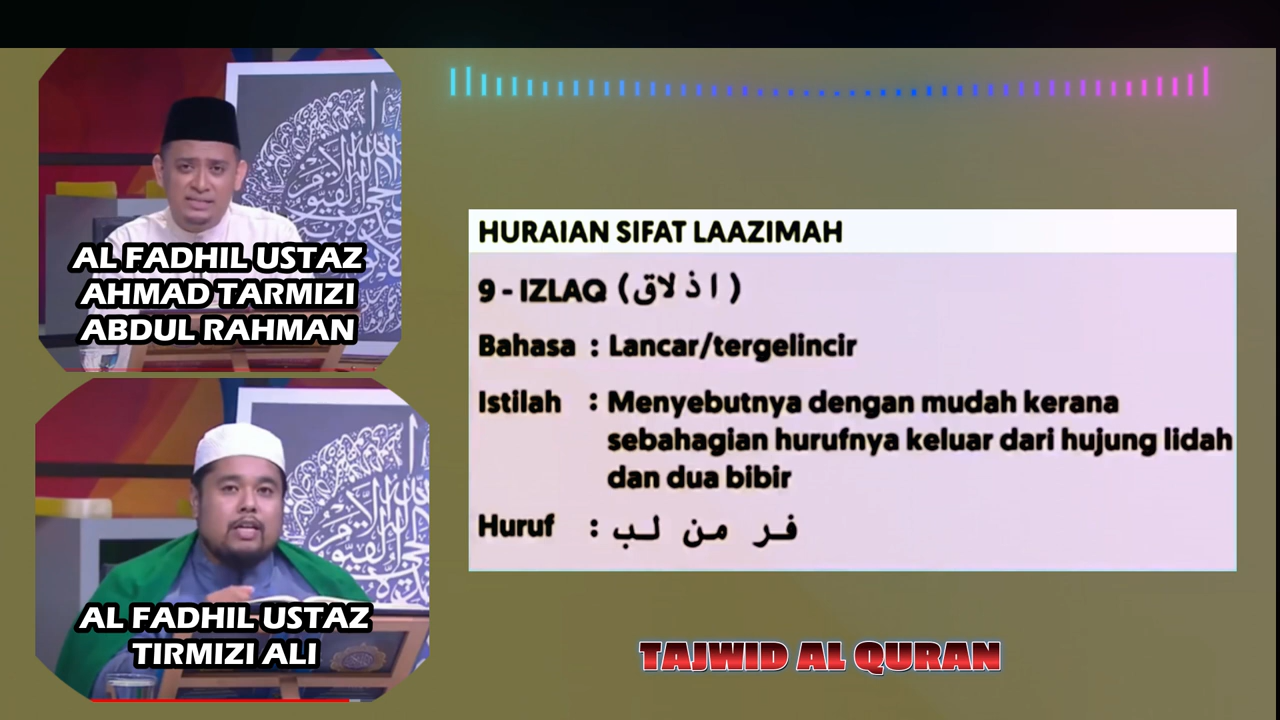 AL FADHIL USTAZ
AHMAD TARMIZI
ABDUL RAHMAN
AL FADHIL USTAZ
TIRMIZI ALI
HURAIAN SIFAT LAAZIMAH
9 - IZLAQ (اذلاق)
Bahasa : Lancar/tergelincir
Istilah : Menyebutnya dengan mudah kerana
sebahagian hurufnya keluar dari hujung lidah
dan dua bibir
Huruf : فر من لب
TAJWID AL QURAN